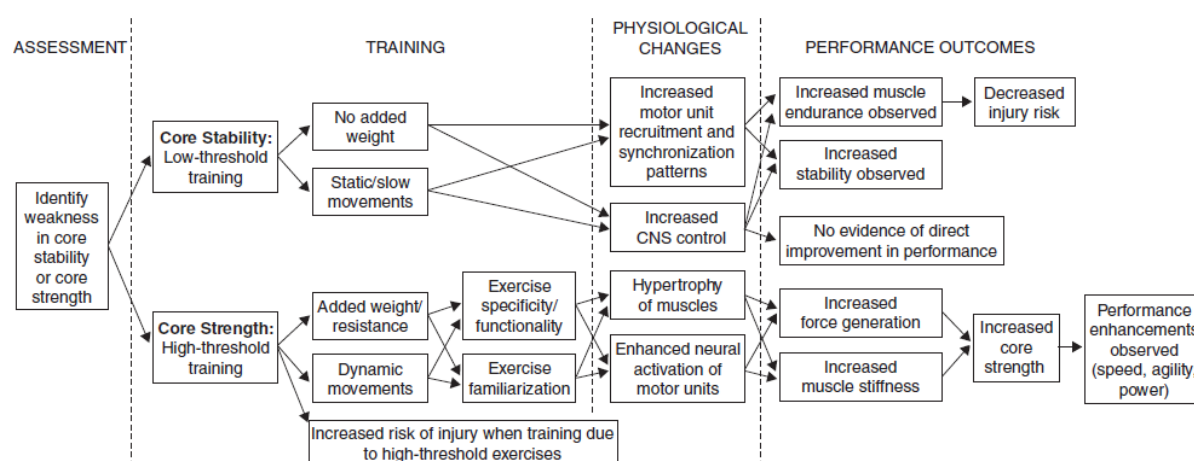 ASSESSMENT
TRAINING
PHYSIOLOGICAL
CHANGES
PERFORMANCE OUTCOMES
Identify
weakness
in core
stability
or core
strength
Core Stability:
Low-threshold
training
No added
weight
Static/slow
movements
Increased
motor unit
recruitment and
synchronization
patterns
Increased
CNS control
Increased muscle
endurance observed
Decreased
injury risk
Increased
stability observed
No evidence of direct
improvement in performance
Core Strength:
High-threshold
training
Added weight/
resistance
Dynamic
movements
Exercise
specificity/
functionality
Exercise
familiarization
Increased risk of injury when training due
to high-threshold exercises
Hypertrophy
of muscles
Enhanced neural
activation of
motor units
Increased
force generation
Increased
muscle stiffness
Increased
core
strength
Performance
enhancements
observed
(speed, agility,
power)